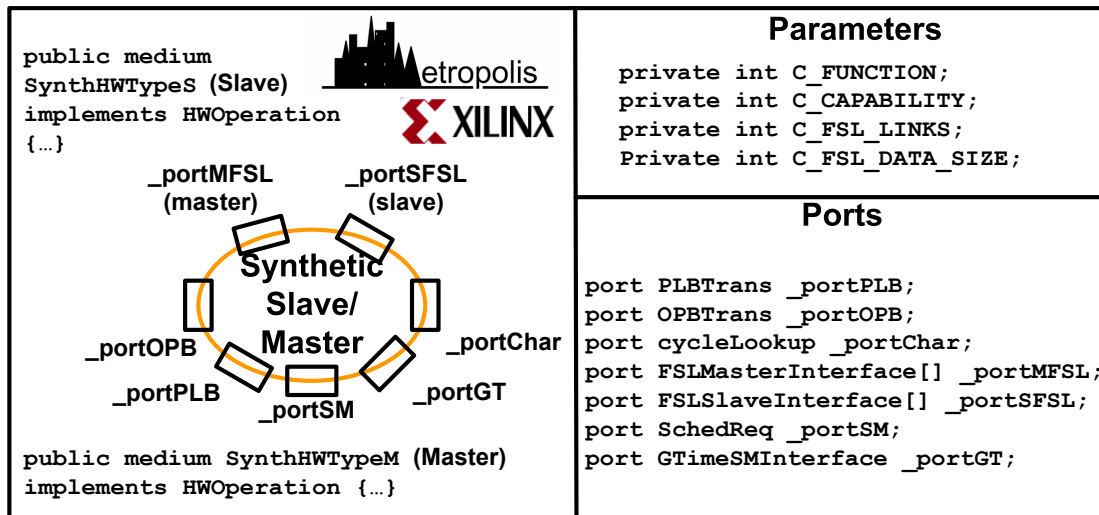 public medium
SynthHWTypeS (Slave)
implements HWOperation
{…}
etropolis
XILINX
_portMFSL
(master)
_portSFSL
(slave)
Synthetic
Slave/
Master
_portOPB
_portChar
_portPLB
_portGT
_portSM
public medium SynthHWTypeM (Master)
implements HWOperation {…}
Parameters
private int C_FUNCTION;
private int C_CAPABILITY;
private int C_FSL_LINKS;
Private int C_FSL_DATA_SIZE;
Ports
port PLBTrans _portPLB;
port OPBTrans _portOPB;
port cycleLookup _portChar;
port FSLMasterInterface[] _portMFSL;
port FSLSlaveInterface[] _portSFSL;
port SchedReq _portSM;
port GTimeSMInterface _portGT;